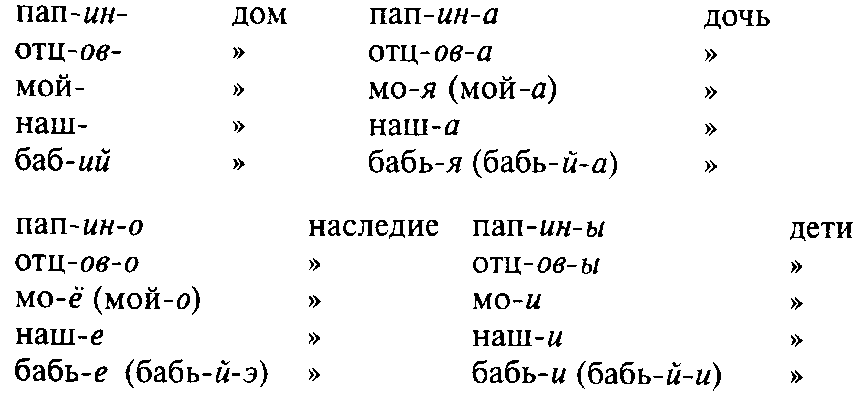 пап-ин- дом пап-ин-а дочь
отц-ов- » отц-ов-а »
мой- » мо-я (мой-а) »
наш- » наш-а »
баб-ий » бабь-я (бабь-й-а) »
пап-ин-о наследие пап-ин-ы дети
отц-ов-о » отц-ов-ы »
мо-ё (мой-о) » мо-и »
наш-е » наш-и »
бабь-е (бабь-й-э) » бабь-и (бабь-й-и) »